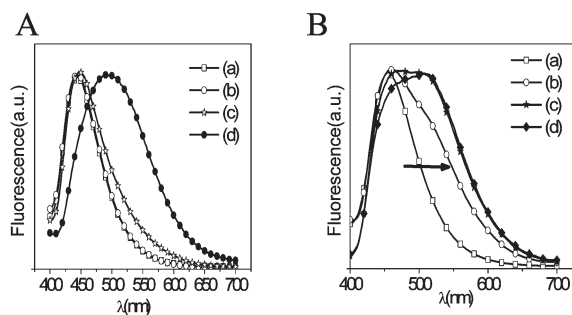 A
Fluorescence(a.u.)
(a)
(b)
(c)
(d)
400 450 500 550 600 650 700
λ(nm)
B
Fluorescence(a.u.)
(a)
(b)
(c)
(d)
400 500 600 700
λ(nm)